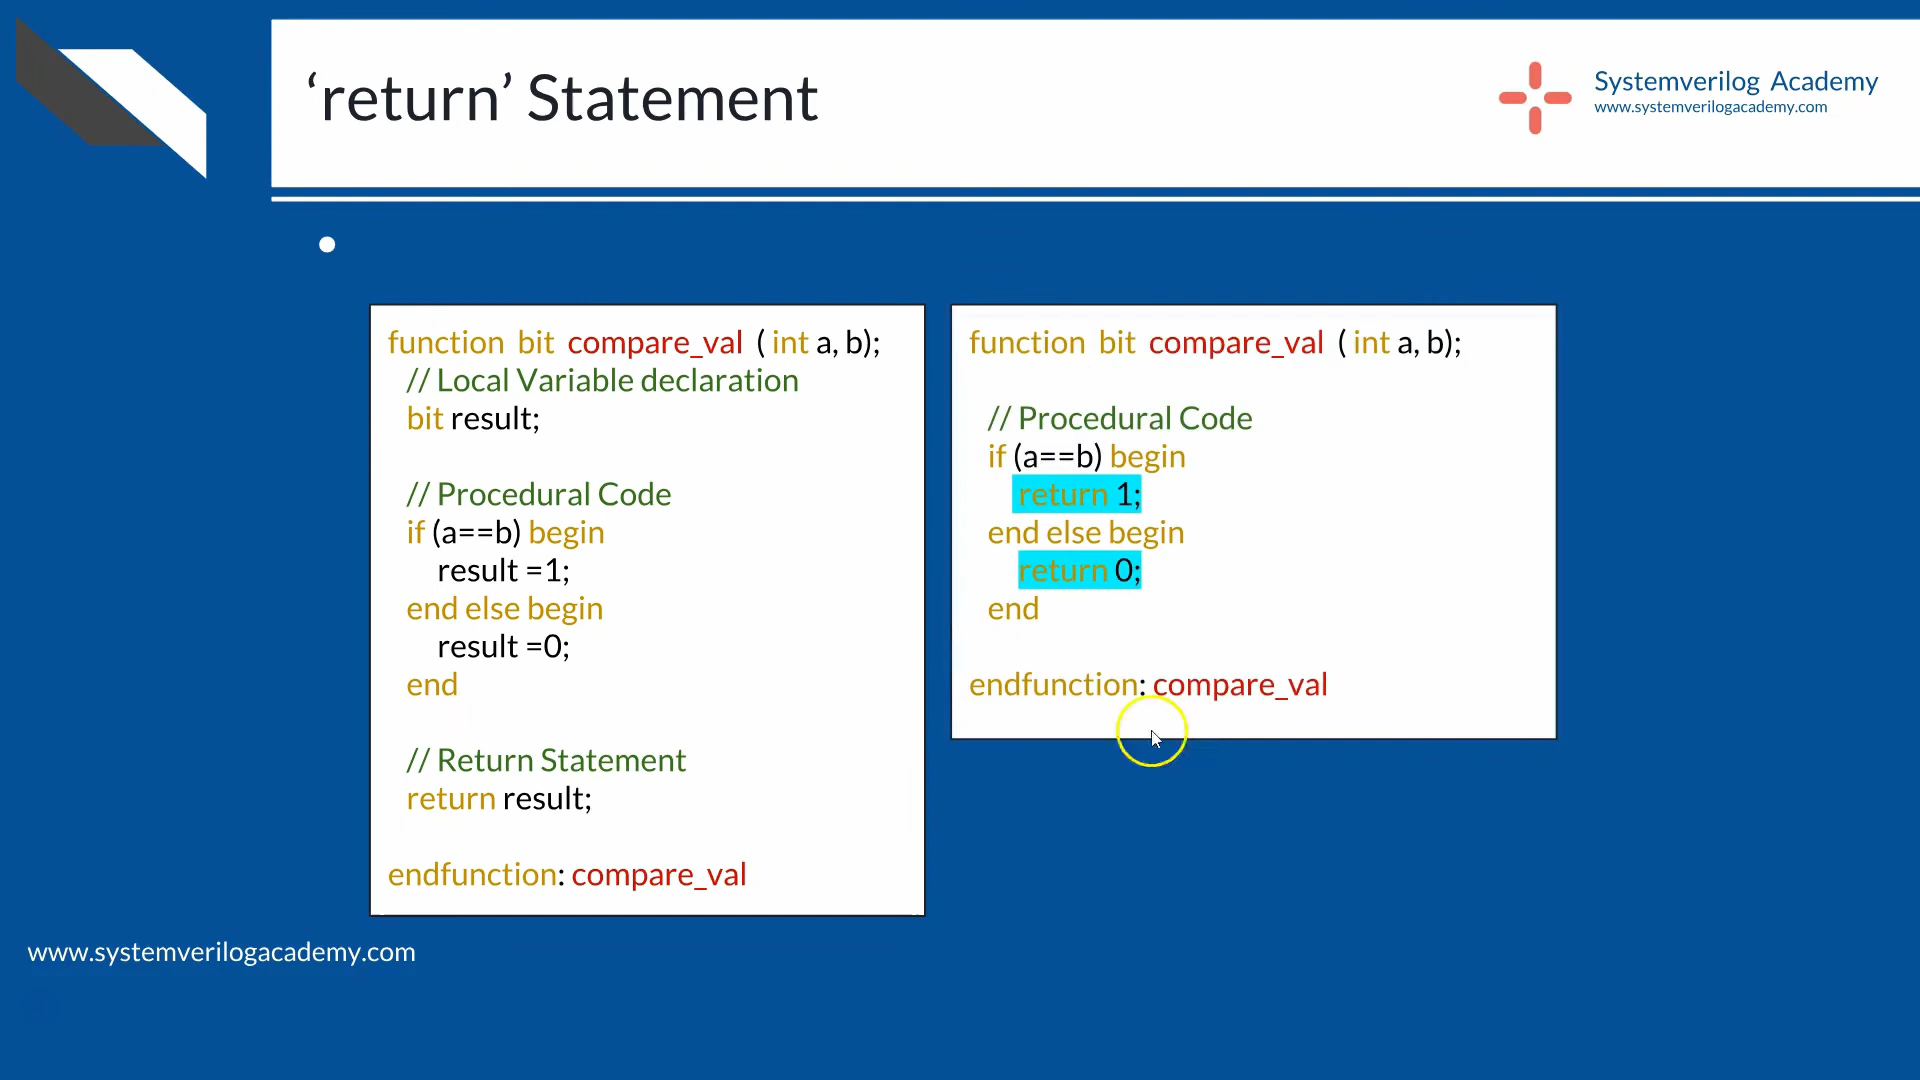 ‘return’ Statement
Systemverilog Academy
www.systemverilogacademy.com
function bit compare_val ( int a, b);
// Local Variable declaration
bit result;
// Procedural Code
if (a==b) begin
result =1;
end else begin
result =0;
end
// Return Statement
return result;
endfunction: compare_val
function bit compare_val ( int a, b);
// Procedural Code
if (a==b) begin
return 1;
end else begin
return 0;
end
endfunction: compare_val
www.systemverilogacademy.com